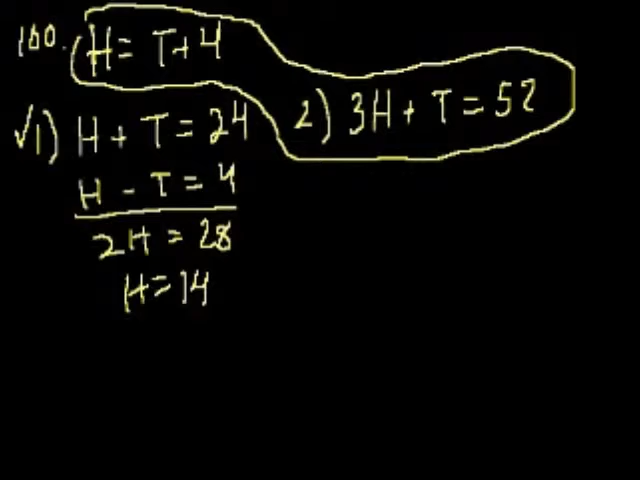 100. H = T + 4
√1) H + T = 24
H - T = 4
2H = 28
H = 14
2) 3H + T = 52